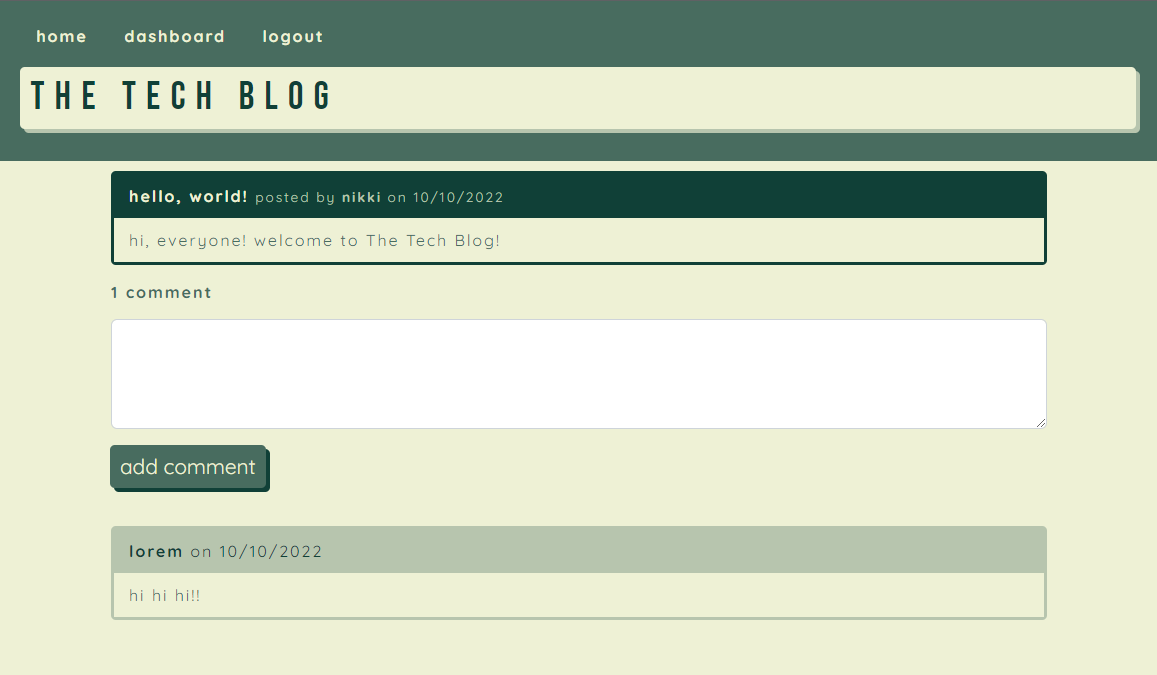 home dashboard logout
THE TECH BLOG
hello, world! posted by nikki on 10/10/2022
hi, everyone! welcome to The Tech Blog!
1 comment
add comment
lorem on 10/10/2022
hi hi hi!!